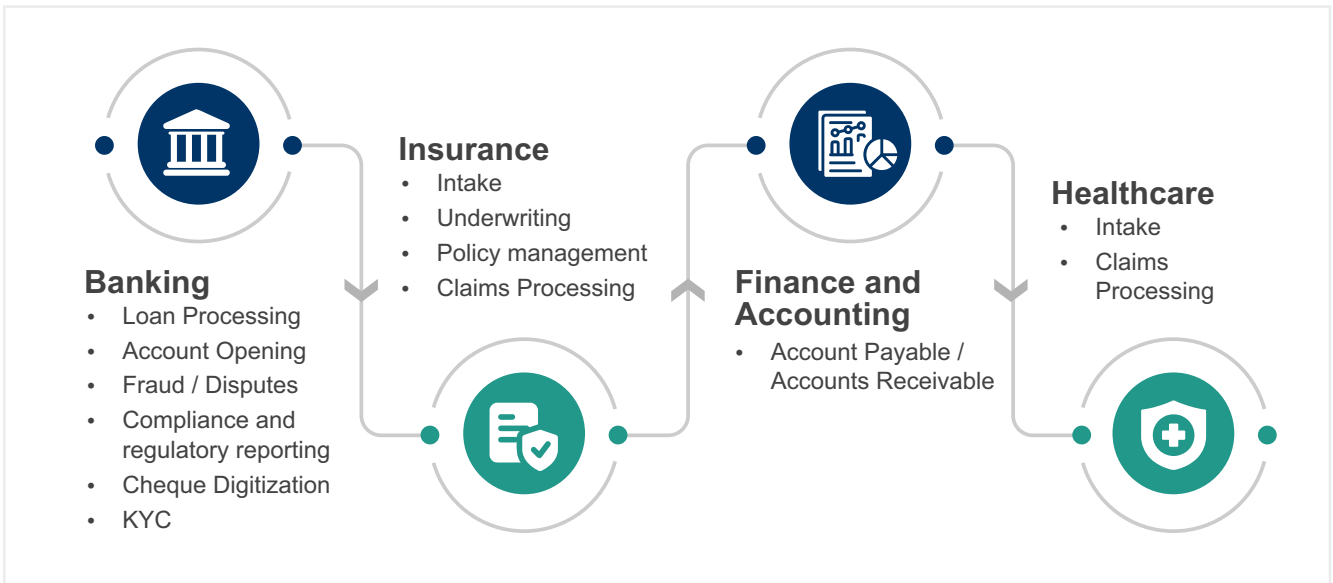 Banking
• Loan Processing
• Account Opening
• Fraud / Disputes
• Compliance and
regulatory reporting
• Cheque Digitization
• KYC
Insurance
• Intake
• Underwriting
• Policy management
• Claims Processing
Finance and
Accounting
• Account Payable /
Accounts Receivable
Healthcare
• Intake
• Claims
Processing